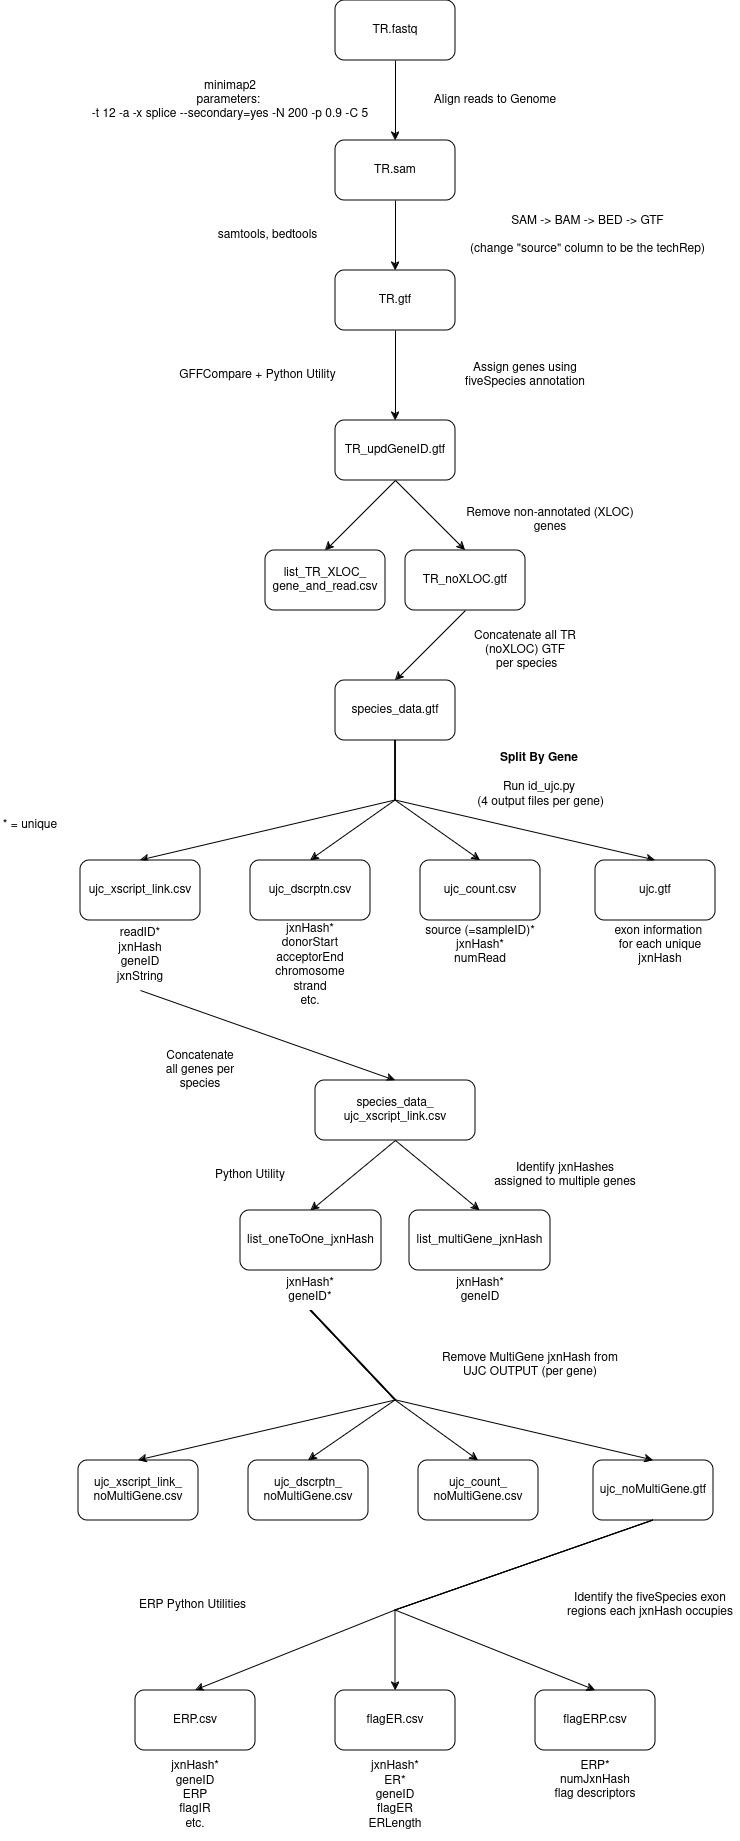 TR.fastq
minimap2
parameters:
-t 12 -a -x splice --secondary=yes -N 200 -p 0.9 -C 5
Align reads to Genome
TR.sam
samtools, bedtools
SAM -> BAM -> BED -> GTF
(change "source" column to be the techRep)
TR.gtf
GFFCompare + Python Utility
Assign genes using
fiveSpecies annotation
TR_updGeneID.gtf
Remove non-annotated (XLOC)
genes
list_TR_XLOC_
gene_and_read.csv
TR_noXLOC.gtf
Concatenate all TR
(noXLOC) GTF
per species
species_data.gtf
Split By Gene
Run id_ujc.py
(4 output files per gene)
* = unique
ujc_xscript_link.csv
readID*
jxnHash
geneID
jxnString
ujc_dscrptn.csv
jxnHash*
donorStart
acceptorEnd
chromosome
strand
etc.
ujc_count.csv
source (=sampleID)*
jxnHash*
numRead
ujc.gtf
exon information
for each unique
jxnHash
Concatenate
all genes per
species
species_data_
ujc_xscript_link.csv
Python Utility
Identify jxnHashes
assigned to multiple genes
list_oneToOne_jxnHash
jxnHash*
geneID*
list_multiGene_jxnHash
jxnHash*
geneID
Remove MultiGene jxnHash from
UJC OUTPUT (per gene)
ujc_xscript_link_
noMultiGene.csv
ujc_dscrptn_
noMultiGene.csv
ujc_count_
noMultiGene.csv
ujc_noMultiGene.gtf
ERP Python Utilities
Identify the fiveSpecies exon
regions each jxnHash occupies
ERP.csv
jxnHash*
geneID
ERP
flagIR
etc.
flagER.csv
jxnHash*
ER*
geneID
flagER
ERLength
flagERP.csv
ERP*
numJxnHash
flag descriptors